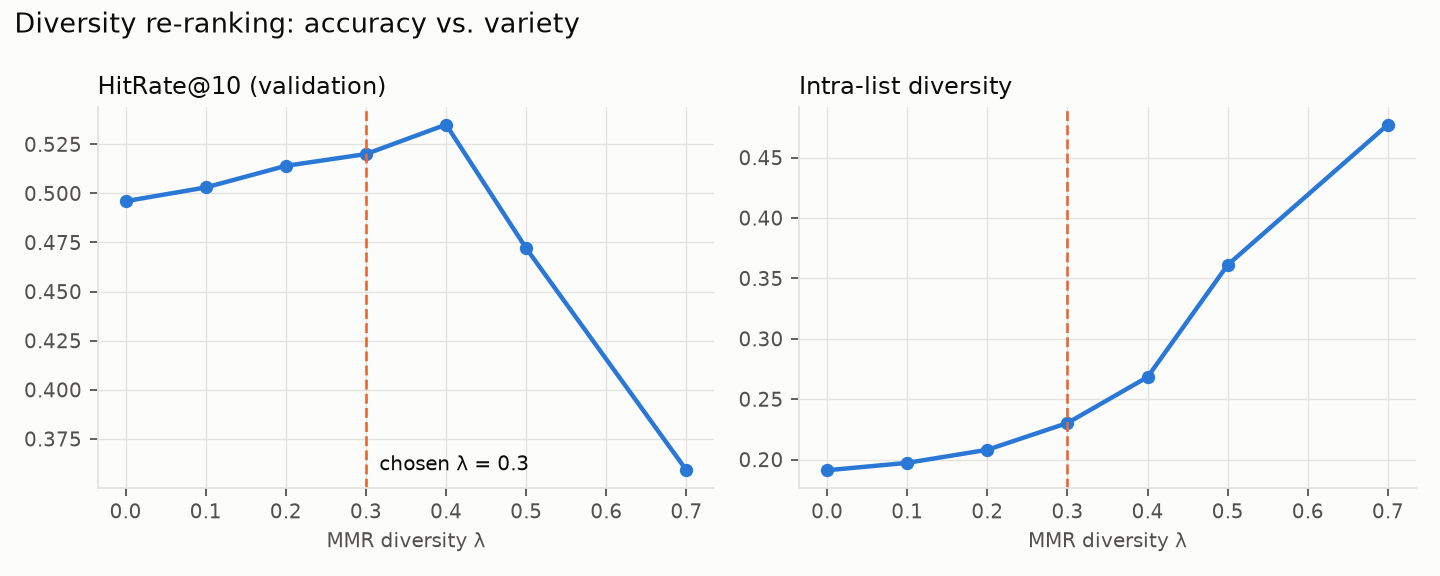 Diversity re-ranking: accuracy vs. variety
HitRate@10 (validation)
0.525
0.500
0.475
0.450
0.425
0.400
0.375
chosen λ = 0.3
0.0 0.1 0.2 0.3 0.4 0.5 0.6 0.7
MMR diversity λ
Intra-list diversity
0.45
0.40
0.35
0.30
0.25
0.20
0.0 0.1 0.2 0.3 0.4 0.5 0.6 0.7
MMR diversity λ